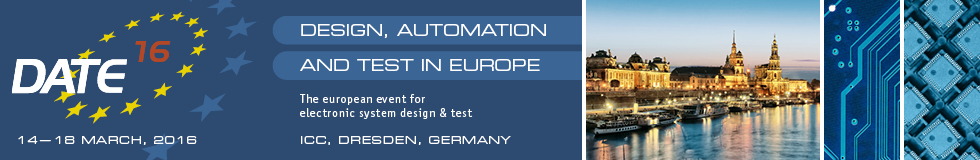 DATE 16
14–18 MARCH, 2016
DESIGN, AUTOMATION
AND TEST IN EUROPE
The european event for
electronic system design & test
ICC, DRESDEN, GERMANY